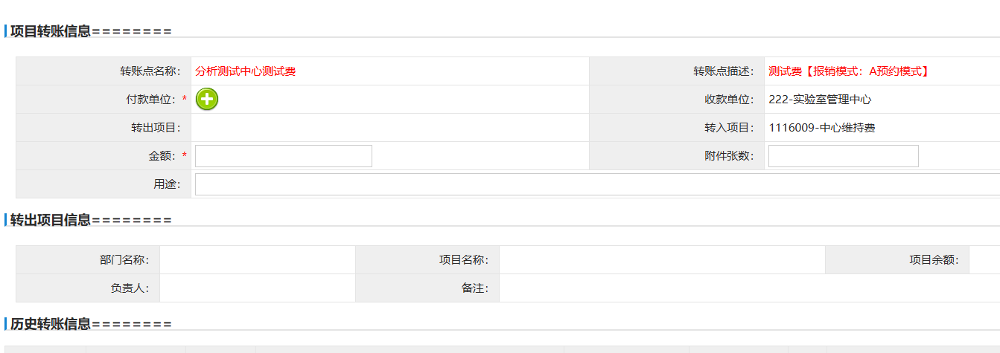 项目转账信息========
转账点名称： 分析测试中心测试费 转账点描述： 测试费【报销模式：A预约模式】
付款单位：* 收款单位： 222-实验室管理中心
转出项目： 转入项目： 1116009-中心维持费
金额：* 附件张数：
用途：
转出项目信息========
部门名称： 项目名称： 项目余额：
负责人： 备注：
历史转账信息========